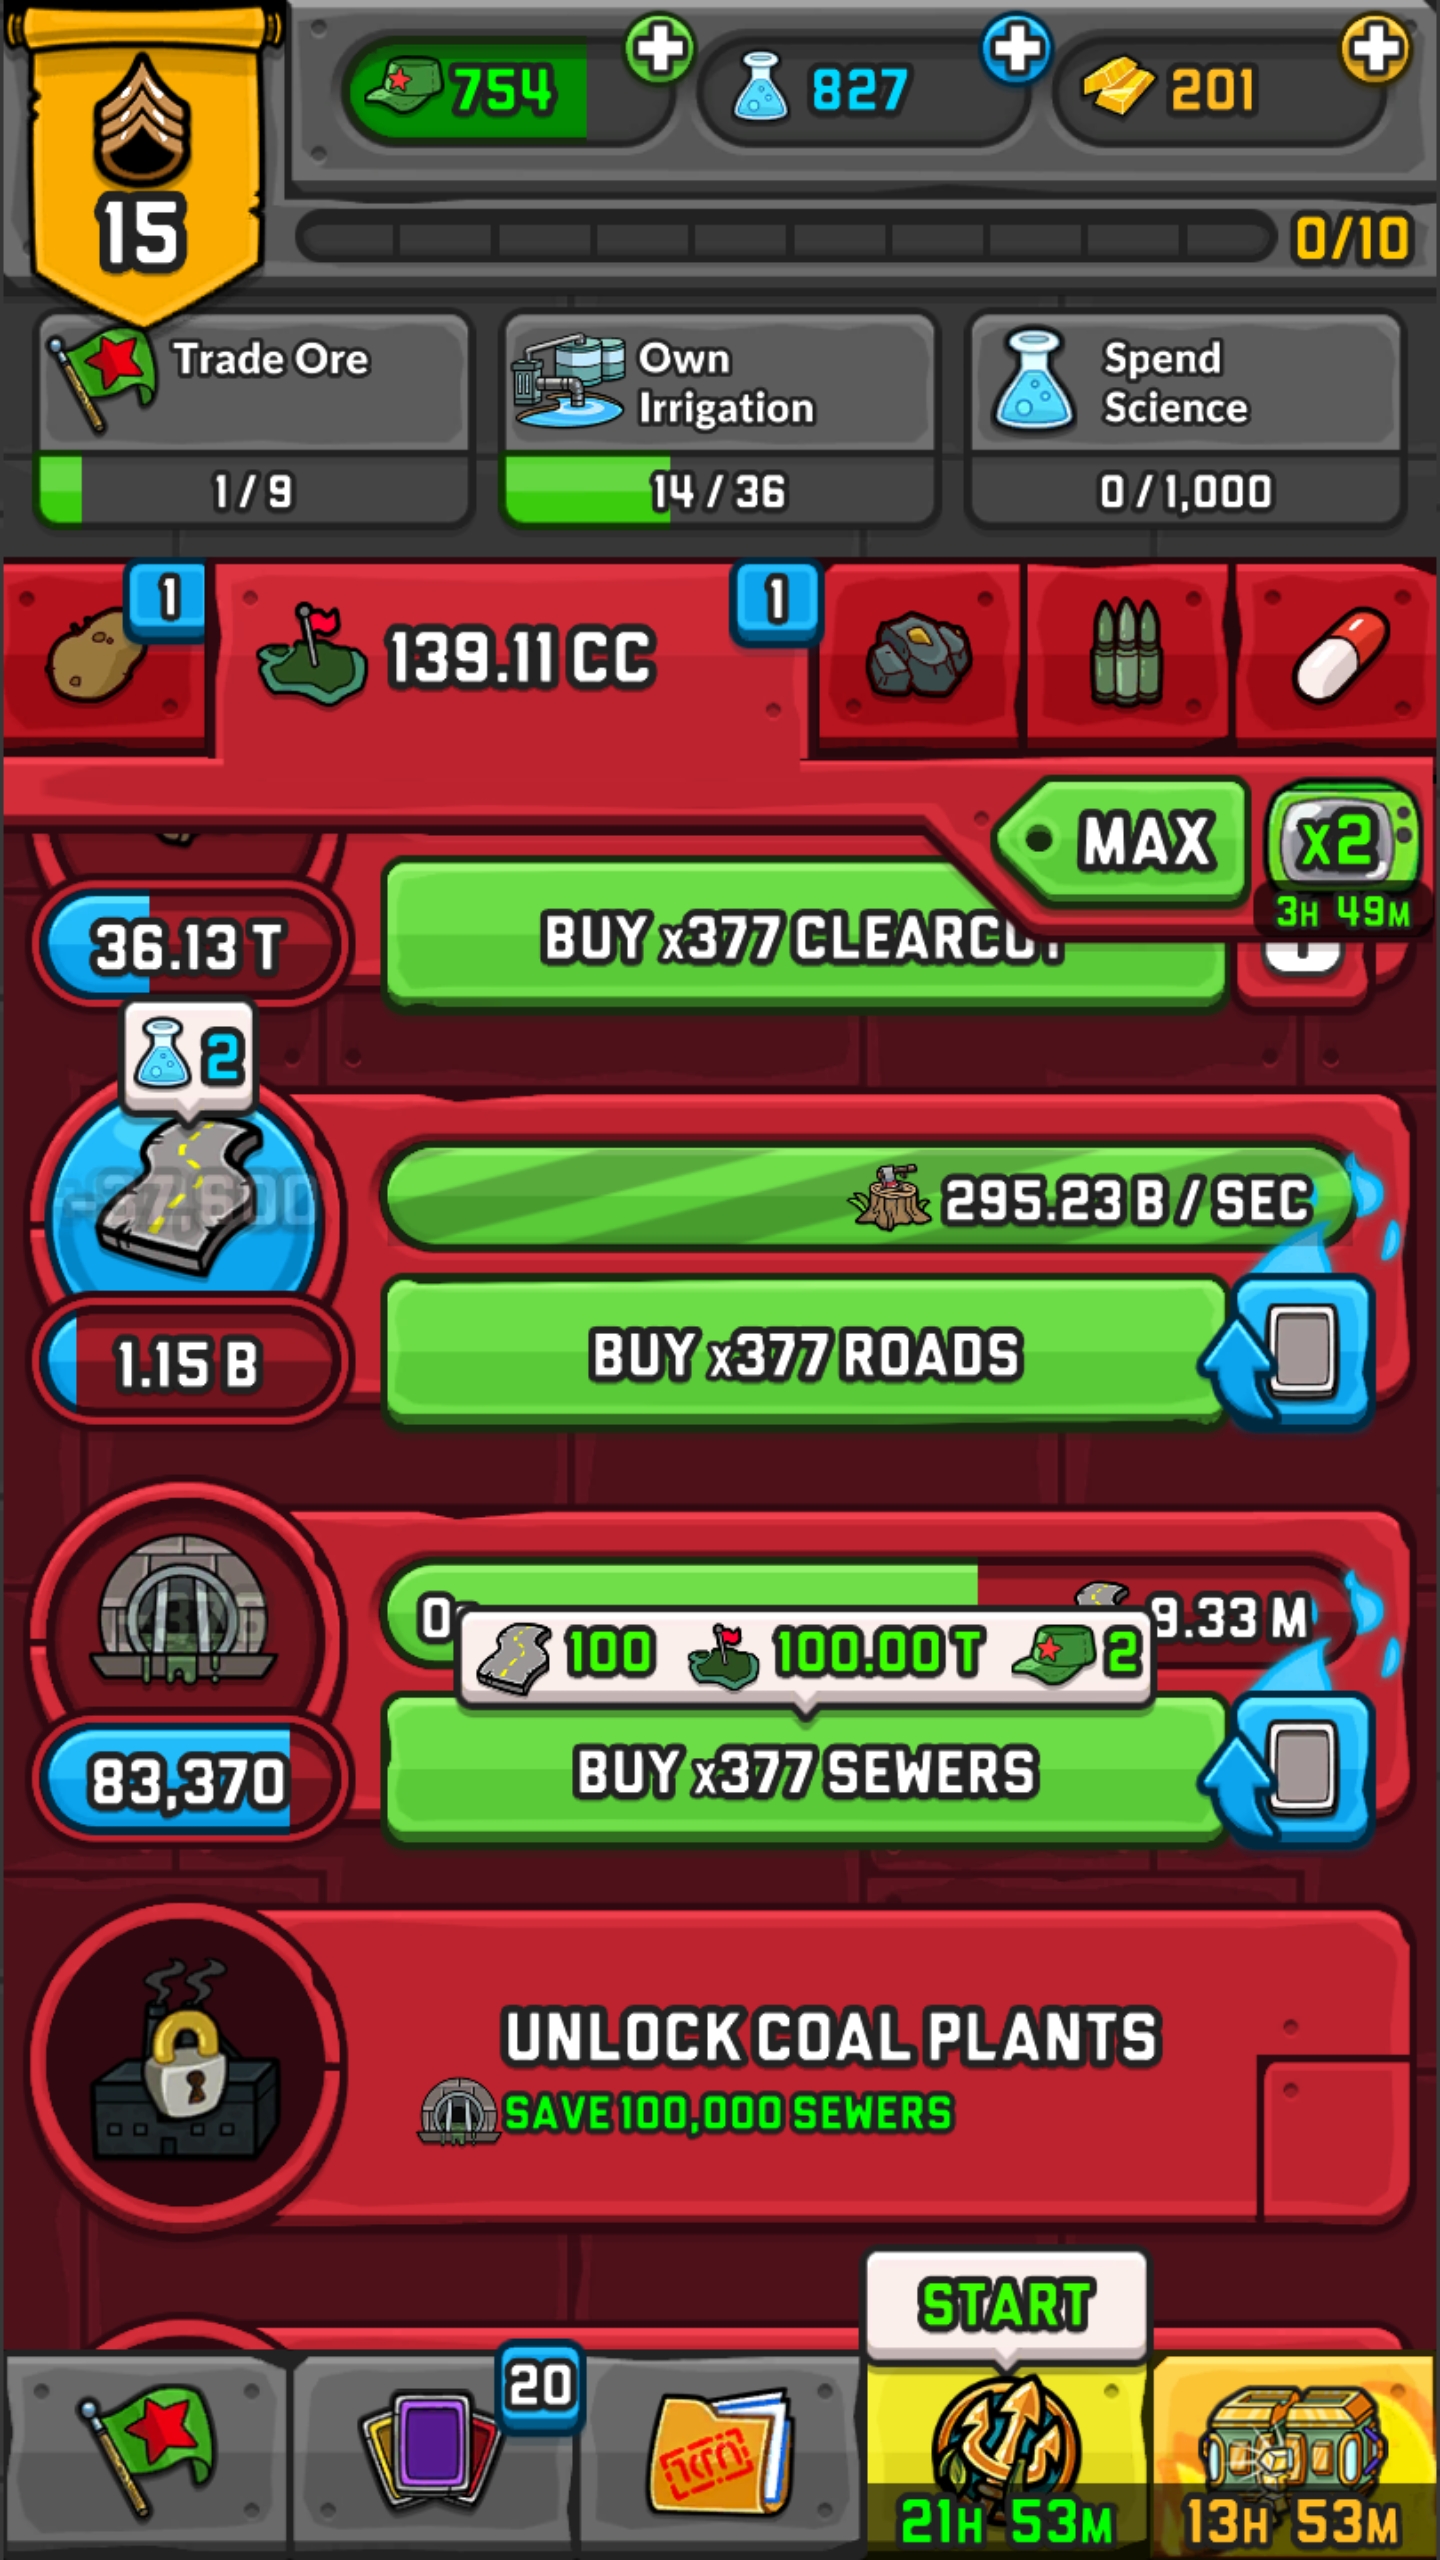 754
827
201
15
0/10
Trade Ore
1 / 9
Own
Irrigation
14 / 36
Spend
Science
0 / 1,000
1
139.11 CC
1
MAX
x2
3H 49M
36.13 T
BUY x377 CLEARCUT
2
295.23 B / SEC
1.15 B
BUY x377 ROADS
9.33 M
100
100.00 T
2
83,370
BUY x377 SEWERS
UNLOCK COAL PLANTS
SAVE 100,000 SEWERS
START
20
21H 53M
13H 53M